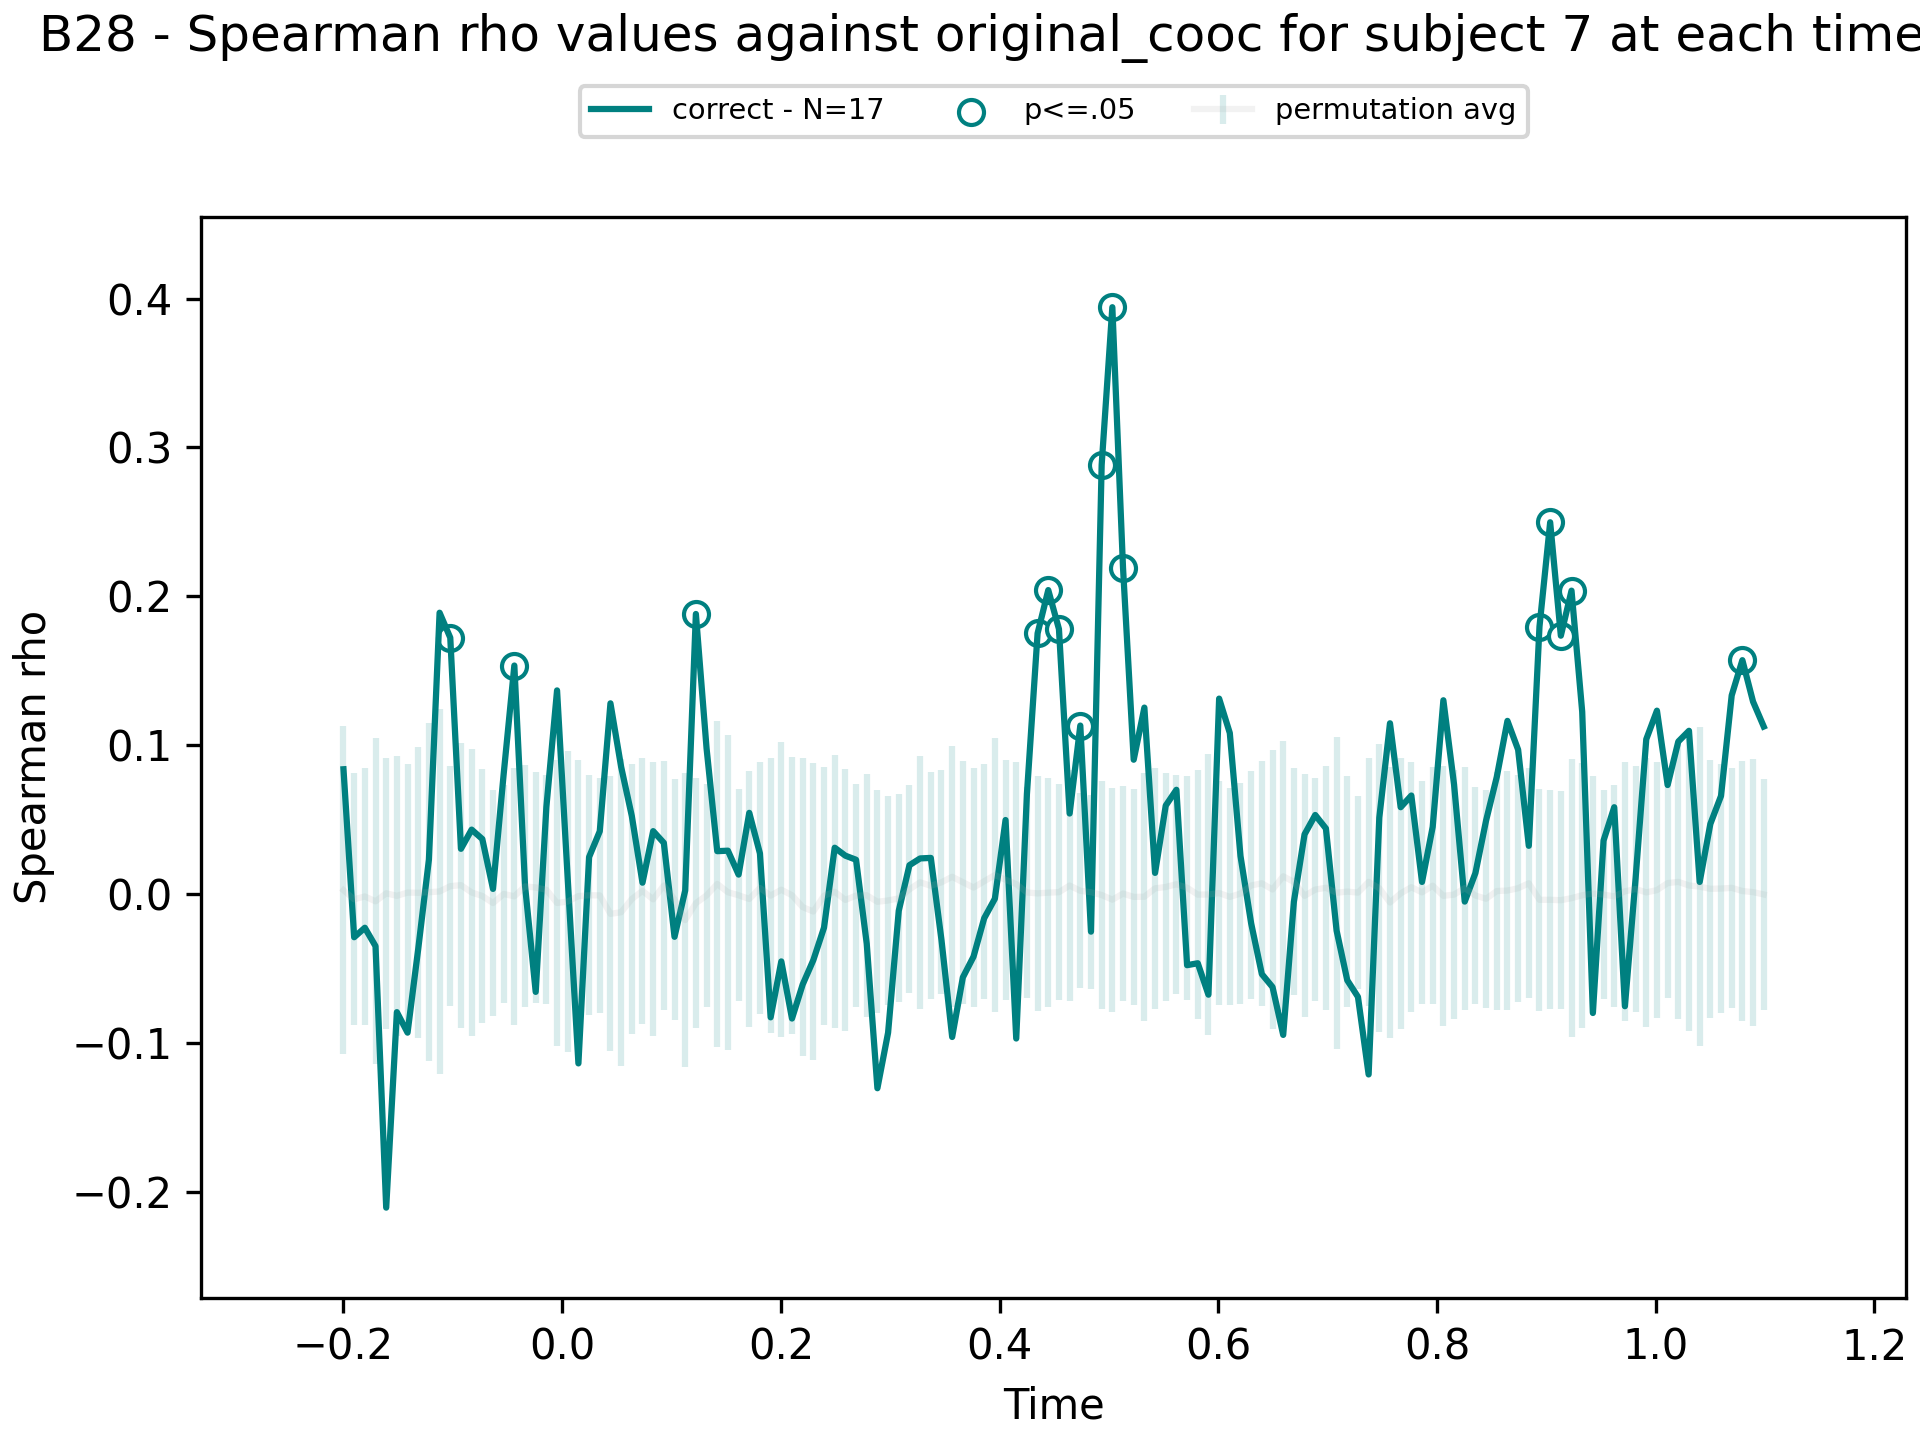 B28 - Spearman rho values against original_cooc for subject 7 at each time
correct - N=17 p<=.05 permutation avg
0.4
0.3
0.2
0.1
0.0
−0.1
−0.2
Spearman rho
−0.2 0.0 0.2 0.4 0.6 0.8 1.0 1.2
Time